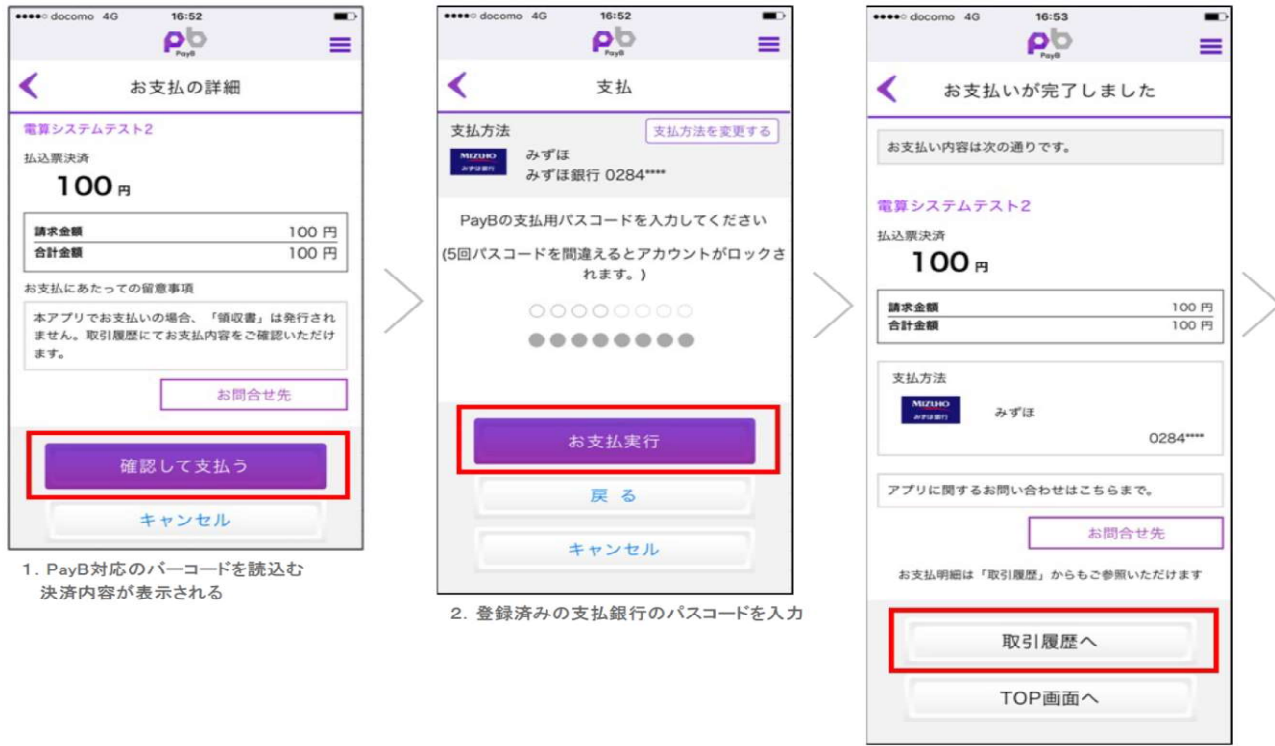 docomo 4G 16:52
pb
PayB
お支払の詳細
電算システムテスト2
払込票決済
100 円
請求金額 100 円
合計金額 100 円
お支払にあたっての留意事項
本アプリでお支払いの場合、「領収書」は発行され
ません。取引履歴にてお支払内容をご確認いただけ
ます。
お問合せ先
確認して支払う
キャンセル
1. PayB対応のバーコードを読込む
決済内容が表示される
docomo 4G 16:52
pb
PayB
支払
支払方法 支払方法を変更する
MIZUHO
みずほ銀行
みずほ
みずほ銀行 0284****
PayBの支払用パスコードを入力してください
(5回パスコードを間違えるとアカウントがロックさ
れます。)
お支払実行
戻る
キャンセル
2. 登録済みの支払銀行のパスコードを入力
docomo 4G 16:53
pb
PayB
お支払いが完了しました
お支払い内容は次の通りです。
電算システムテスト2
払込票決済
100 円
請求金額 100 円
合計金額 100 円
支払方法
MIZUHO
みずほ銀行
みずほ
0284****
アプリに関するお問い合わせはこちらまで。
お問合せ先
お支払明細は「取引履歴」からもご参照いただけます
取引履歴へ
TOP画面へ